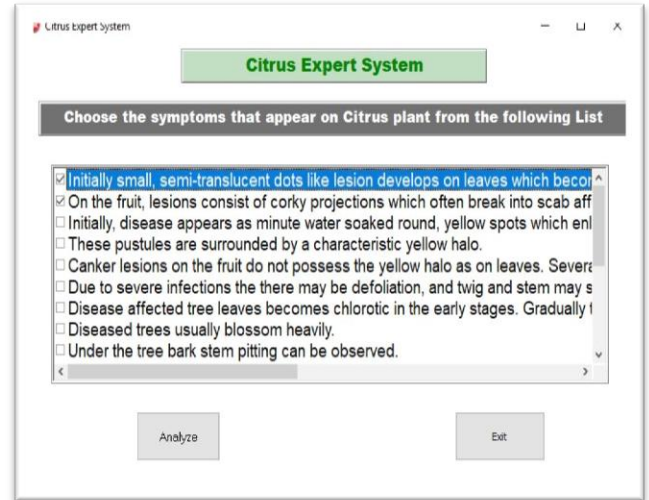 Citrus Expert System
Citrus Expert System
Choose the symptoms that appear on Citrus plant from the following List
Initially small, semi-translucent dots like lesion develops on leaves which becor
On the fruit, lesions consist of corky projections which often break into scab aff
Initially, disease appears as minute water soaked round, yellow spots which enl
These pustules are surrounded by a characteristic yellow halo.
Canker lesions on the fruit do not possess the yellow halo as on leaves. Severa
Due to severe infections the there may be defoliation, and twig and stem may s
Disease affected tree leaves becomes chlorotic in the early stages. Gradually t
Diseased trees usually blossom heavily.
Under the tree bark stem pitting can be observed.
Analyze
Exit